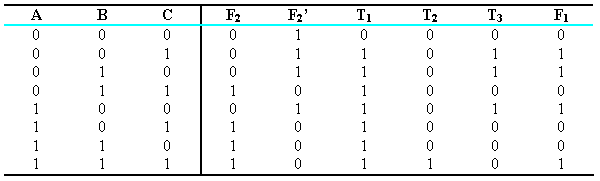 A B C F₂ F₂’ T₁ T₂ T₃ F₁
0 0 0 0 1 0 0 0 0
0 0 1 0 1 1 0 1 1
0 1 0 0 1 1 0 1 1
0 1 1 1 0 1 0 0 0
1 0 0 0 1 1 0 1 1
1 0 1 1 0 1 0 0 0
1 1 0 1 0 1 0 0 0
1 1 1 1 0 1 1 0 1